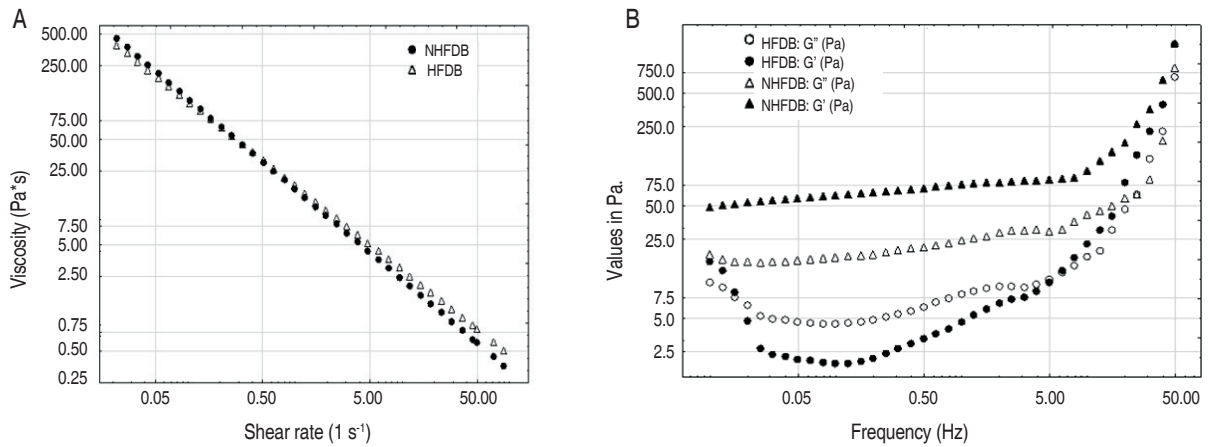 A
500.00
250.00
75.00
50.00
25.00
7.50
5.00
2.50
0.75
0.50
0.25
Viscosity (Pa*s)
NHFDB
HFDB
0.05 0.50 5.00 50.00
Shear rate (1 s-¹)
B
HFDB: G" (Pa)
HFDB: G' (Pa)
NHFDB: G" (Pa)
NHFDB: G' (Pa)
750.0
500.0
250.0
75.0
50.0
25.0
7.5
5.0
2.5
Values in Pa.
0.05 0.50 5.00 50.00
Frequency (Hz)